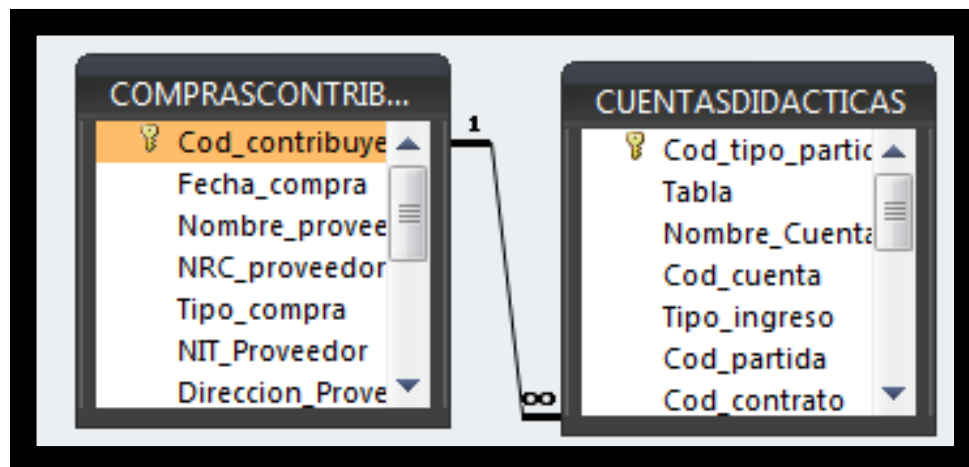 COMPRASCONTRIB...
Cod_contribuye
Fecha_compra
Nombre_provee
NRC_proveedor
Tipo_compra
NIT_Proveedor
Direccion_Prove
1
∞
CUENTASDIDACTICAS
Cod_tipo_partic
Tabla
Nombre_Cuenta
Cod_cuenta
Tipo_ingreso
Cod_partida
Cod_contrato